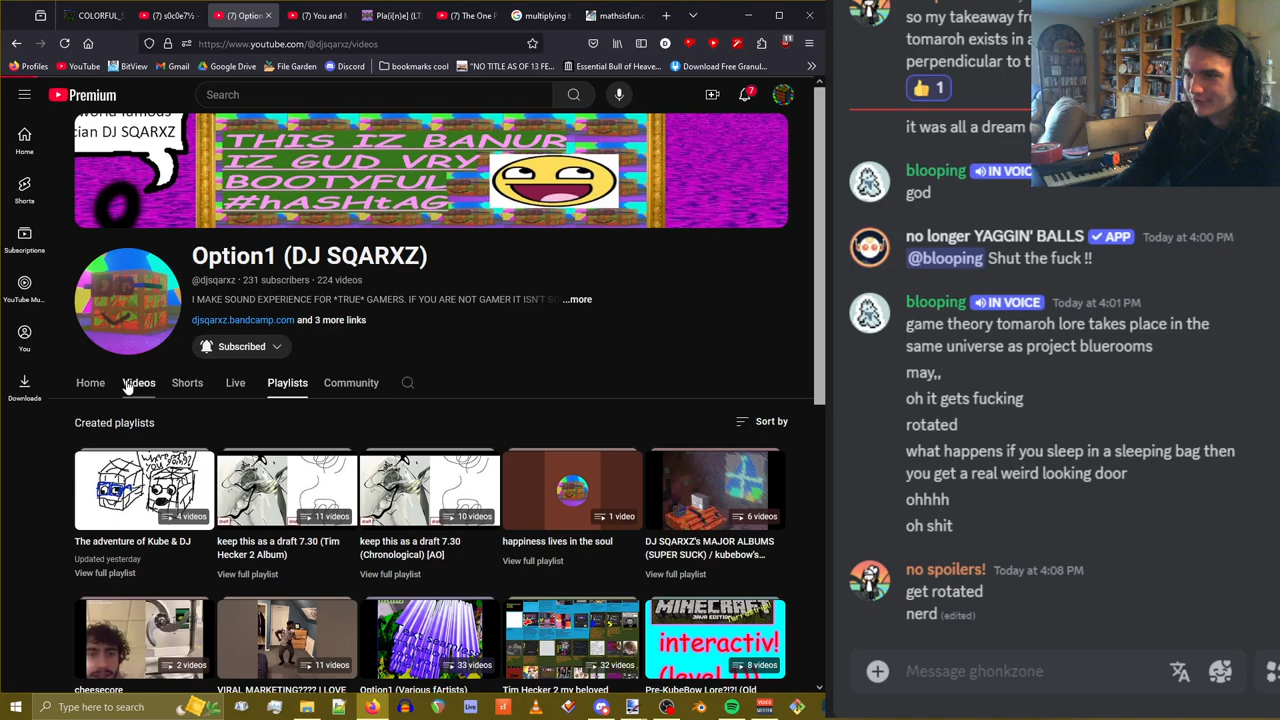 COLORFUL_S
(7) s0c0e7½
(7) Option
(7) You and M
Pla(i[n]e] (LT)
(7) The One P
multiplying b
mathsisfun.c
https://www.youtube.com/@djsqarxz/videos
11
Profiles
YouTube
BitView
Gmail
Google Drive
File Garden
Discord
bookmarks cool
"NO TITLE AS OF 13 FE
Essential Bull of Heave
Download Free Granul
Premium
Search
7
cian DJ SQARXZ
THIS IZ BANUR
IZ GUD VRY
BOOTYFUL
#hASHtAG
Home
Shorts
Subscriptions
YouTube Mu
You
Downloads
Option1 (DJ SQARXZ)
@djsqarxz · 231 subscribers · 224 videos
I MAKE SOUND EXPERIENCE FOR *TRUE* GAMERS. IF YOU ARE NOT GAMER IT ISN'T SO ...more
djsqarxz.bandcamp.com and 3 more links
Subscribed
Home
Videos
Shorts
Live
Playlists
Community
Created playlists
Sort by
4 videos
11 videos
10 videos
1 video
6 videos
The adventure of Kube & DJ
Updated yesterday
View full playlist
keep this as a draft 7.30 (Tim
Hecker 2 Album)
View full playlist
keep this as a draft 7.30
(Chronological) [AO]
View full playlist
happiness lives in the soul
View full playlist
DJ SQARXZ's MAJOR ALBUMS
(SUPER SUCK) / kubebow's...
View full playlist
2 videos
11 videos
33 videos
32 videos
MINECRAFT
interactiv!
8 videos
cheesecore
VIRAL MARKETING???? I LOVE
Option1 (Various fArtists)
Tim Hecker 2 my beloved
Pre-KubeBow Lore?!?! (Old
Type here to search
so my takeaway fro
tomaroh exists in a
perpendicular to t
1
it was all a dream
blooping IN VOICE
god
no longer YAGGIN' BALLS APP Today at 4:00 PM
@blooping Shut the fuck !!
blooping IN VOICE Today at 4:01 PM
game theory tomaroh lore takes place in the
same universe as project bluerooms
may,,
oh it gets fucking
rotated
what happens if you sleep in a sleeping bag then
you get a real weird looking door
ohhhh
oh shit
no spoilers! Today at 4:08 PM
get rotated
nerd (edited)
Message ghonkzone